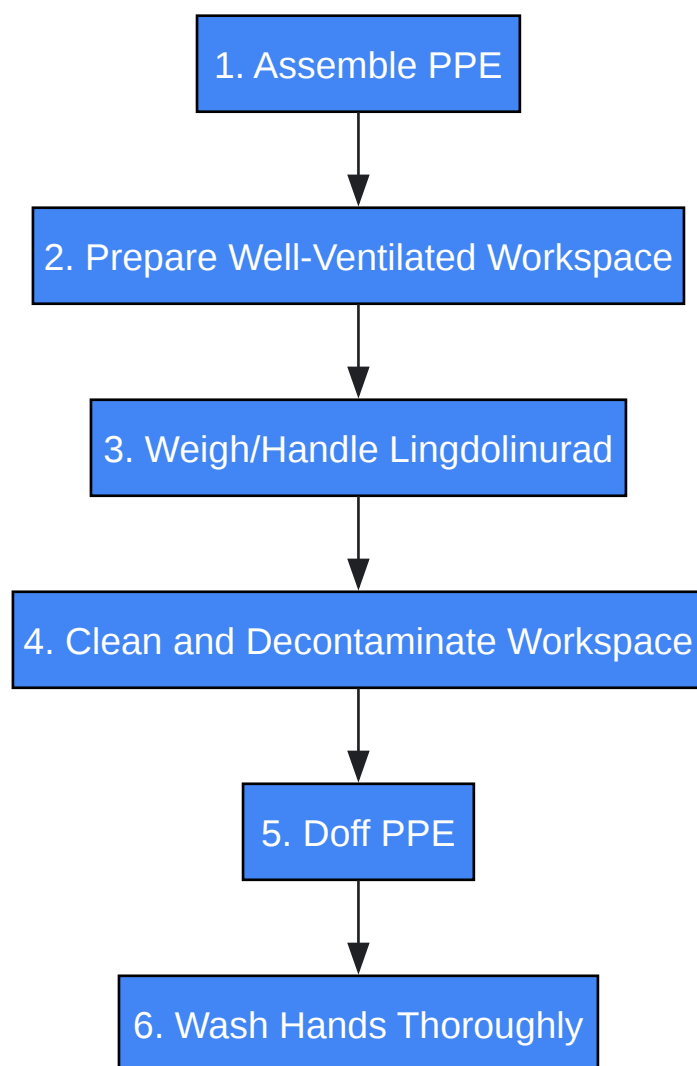 1. Assemble PPE
2. Prepare Well-Ventilated Workspace
3. Weigh/Handle Lingdolinurad
4. Clean and Decontaminate Workspace
5. Doff PPE
6. Wash Hands Thoroughly